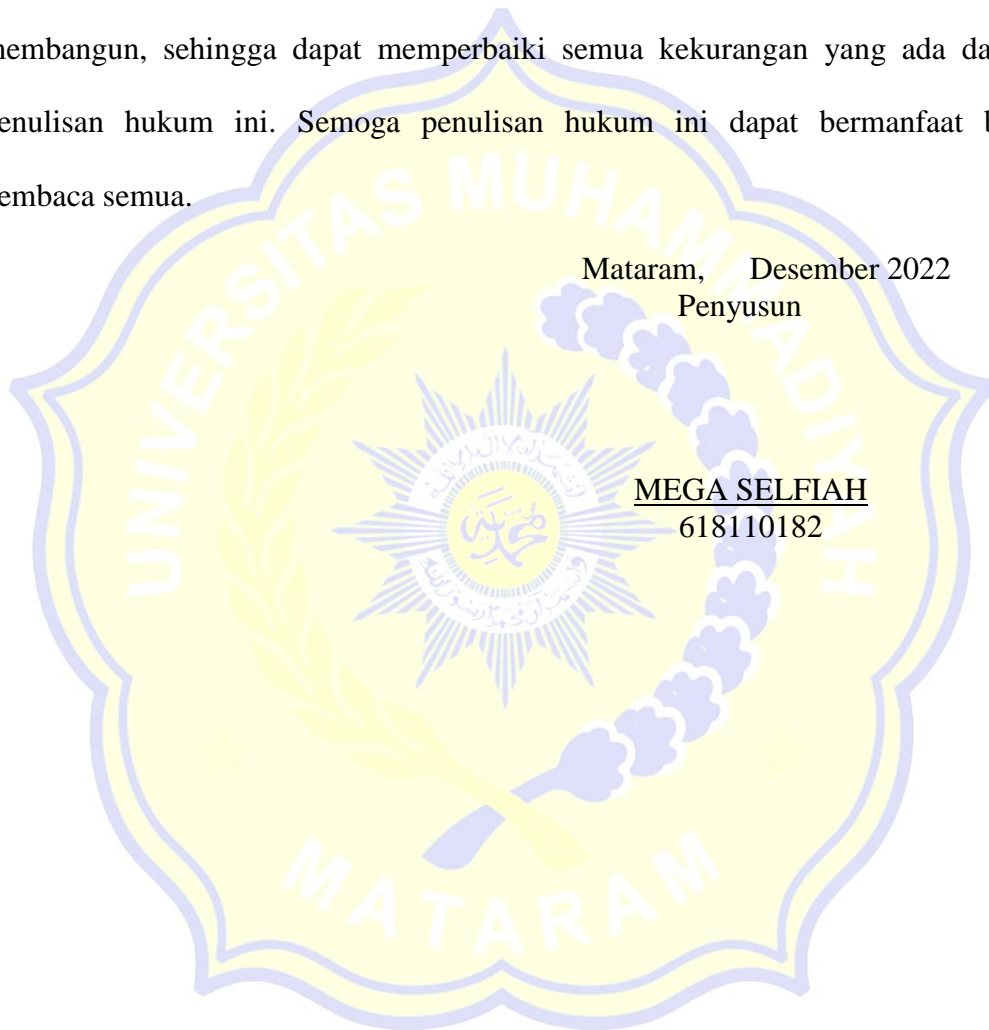 membangun, sehingga dapat memperbaiki semua kekurangan yang ada da
penulisan hukum ini. Semoga penulisan hukum ini dapat bermanfaat b
pembaca semua.
Mataram, Desember 2022
Penyusun
MEGA SELFIAH
618110182
UNIVERSITAS MUHAMMADIYAH
MATARAM